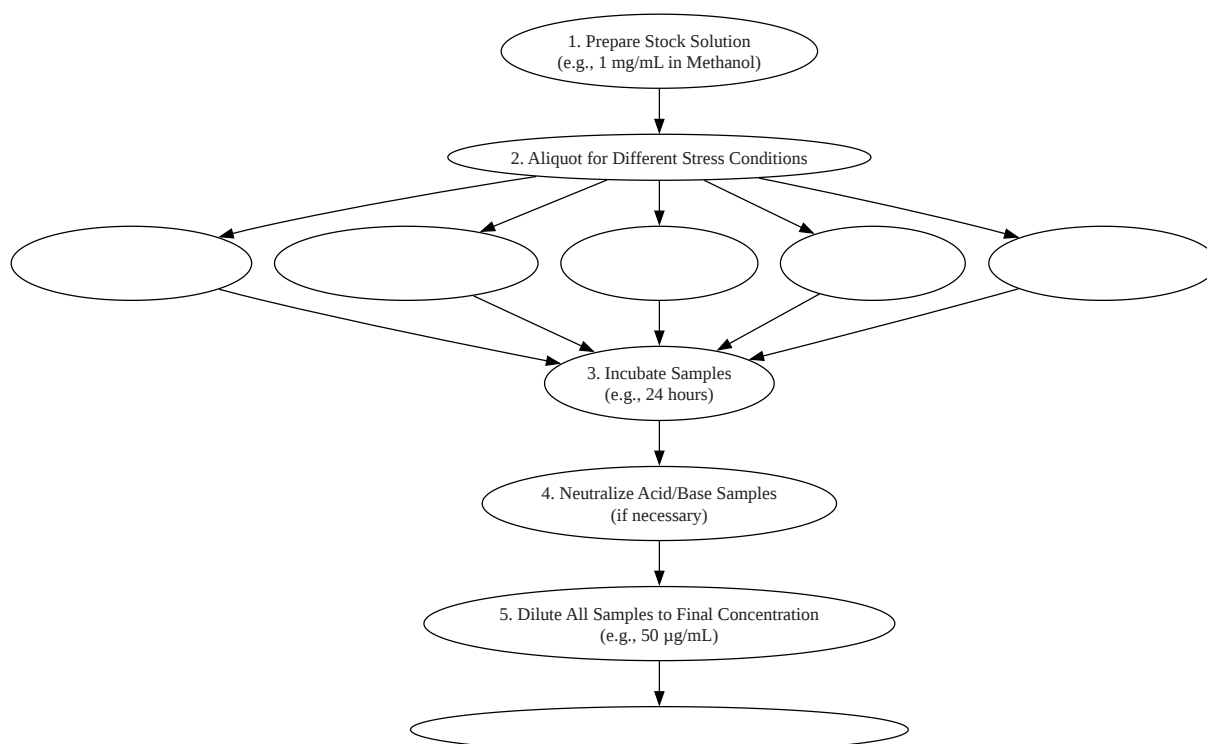 1. Prepare Stock Solution
(e.g., 1 mg/mL in Methanol)
2. Aliquot for Different Stress Conditions
3. Incubate Samples
(e.g., 24 hours)
4. Neutralize Acid/Base Samples
(if necessary)
5. Dilute All Samples to Final Concentration
(e.g., 50 µg/mL)